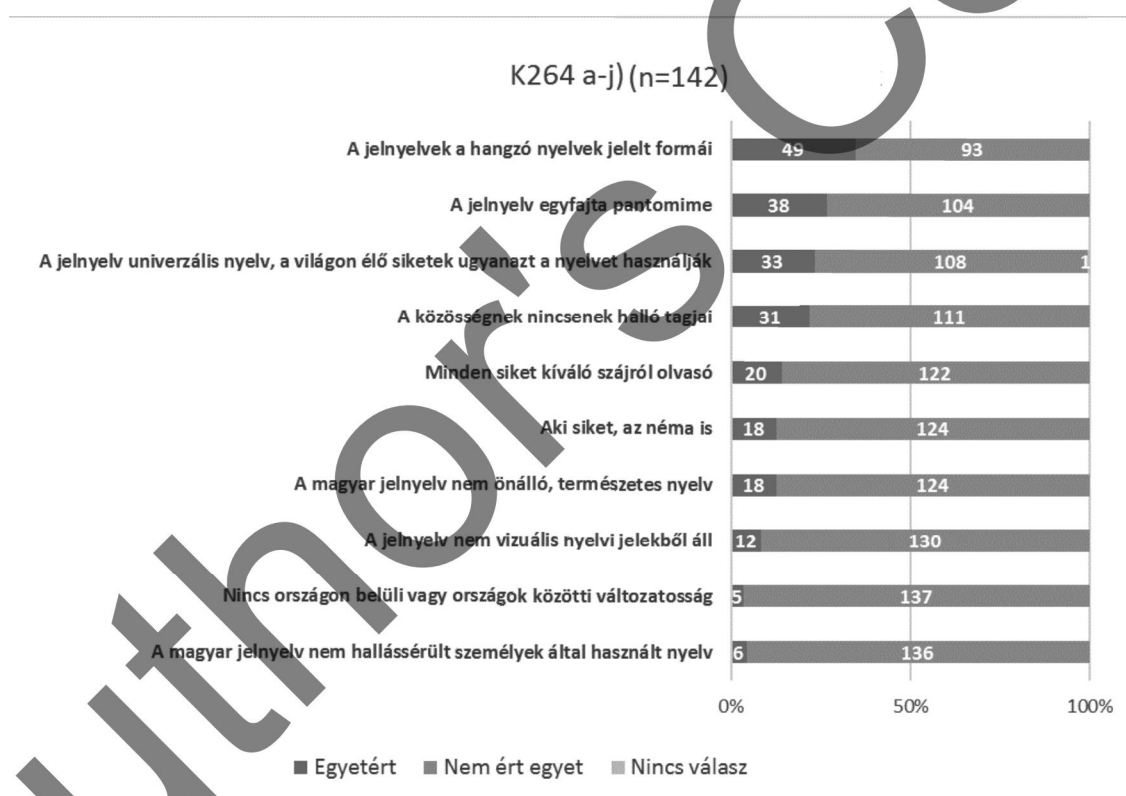 K264 a-j) (n=142)
A jelnyelvek a hangzó nyelvek jelelt formái 49 93
A jelnyelv egyfajta pantomime 38 104
A jelnyelv univerzális nyelv, a világon élő siketek ugyanazt a nyelvet használják 33 108 1
A közösségnek nincsenek halló tagjai 31 111
Minden siket kíváló szájról olvasó 20 122
Aki siket, az néma is 18 124
A magyar jelnyelv nem önálló, természetes nyelv 18 124
A jelnyelv nem vizuális nyelvi jelekből áll 12 130
Nincs országon belüli vagy országok közötti változatosság 5 137
A magyar jelnyelv nem hallássérült személyek által használt nyelv 6 136
0% 50% 100%
Egyetért Nem ért egyet Nincs válasz
uthor's Co